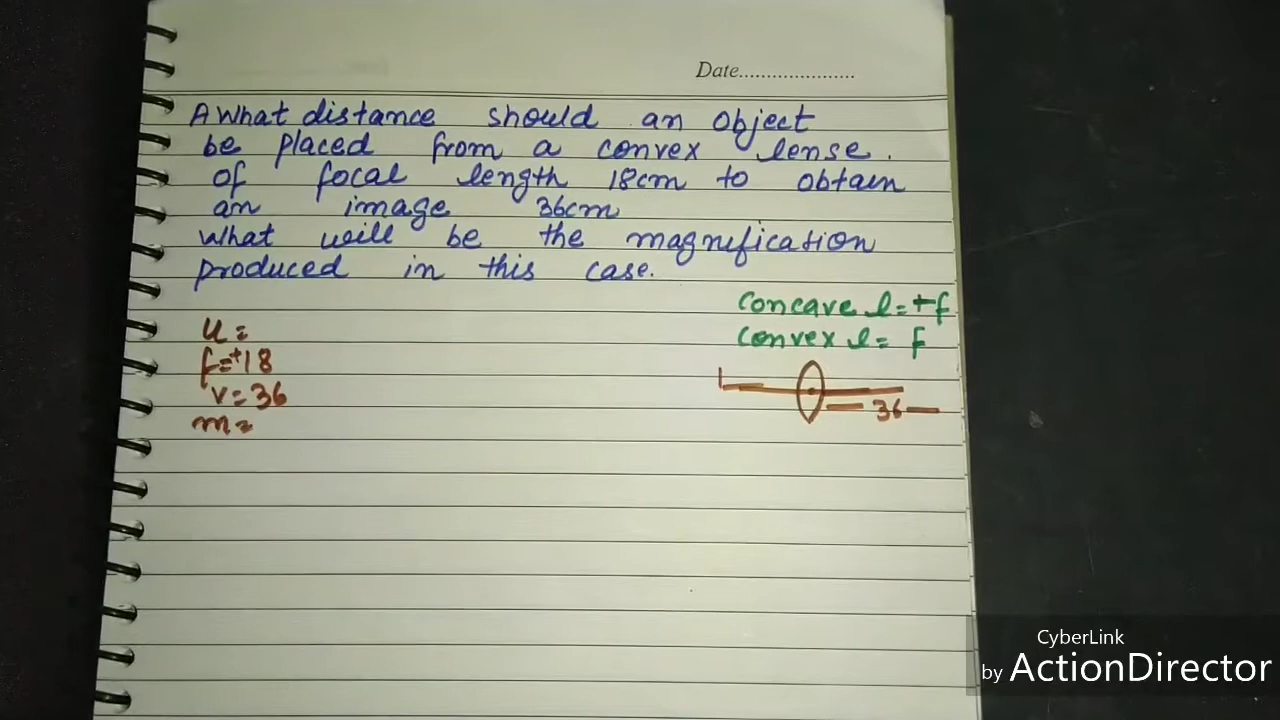 Date.....................
A What distance should an object
be placed from a convex lense.
of focal length 18cm to obtain
an image 36cm
what will be the magnification
produced in this case.
Concave l = +f
Convex l = f
u =
f = +18
v = 36
m =
36
CyberLink
by ActionDirector